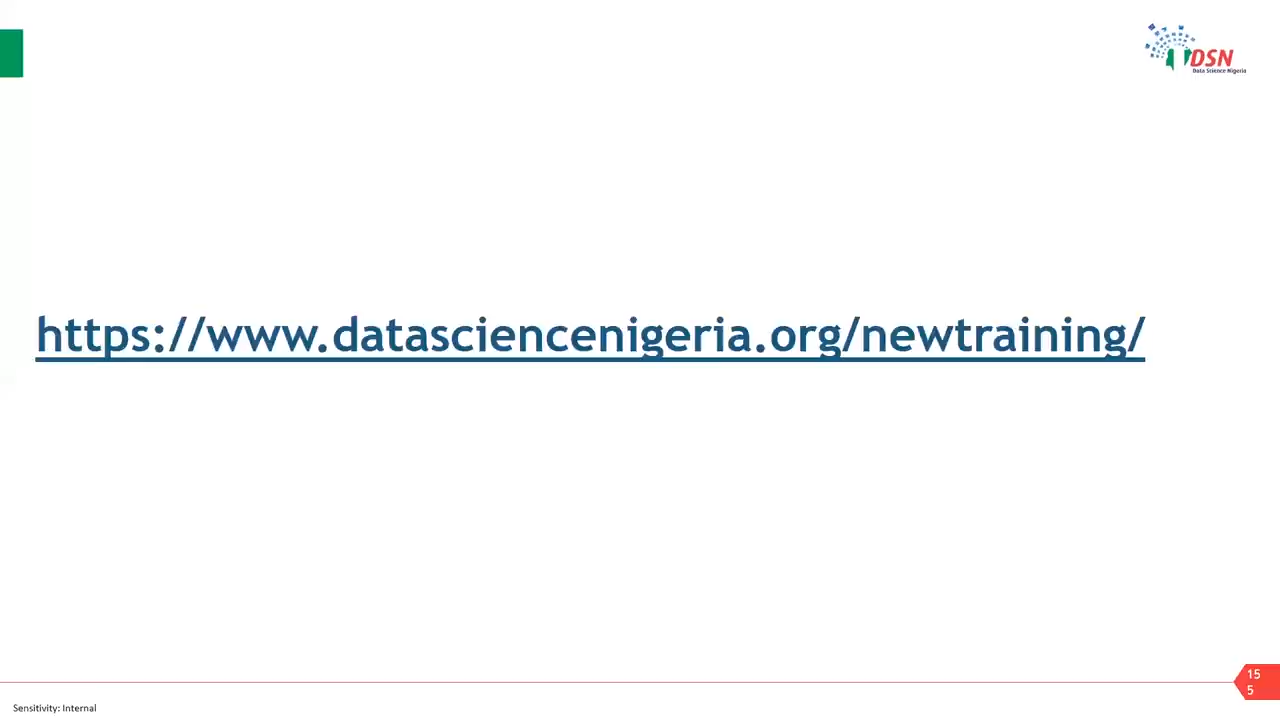 DSN
Data Science Nigeria
https://www.datasciencenigeria.org/newtraining/
15
5
Sensitivity: Internal